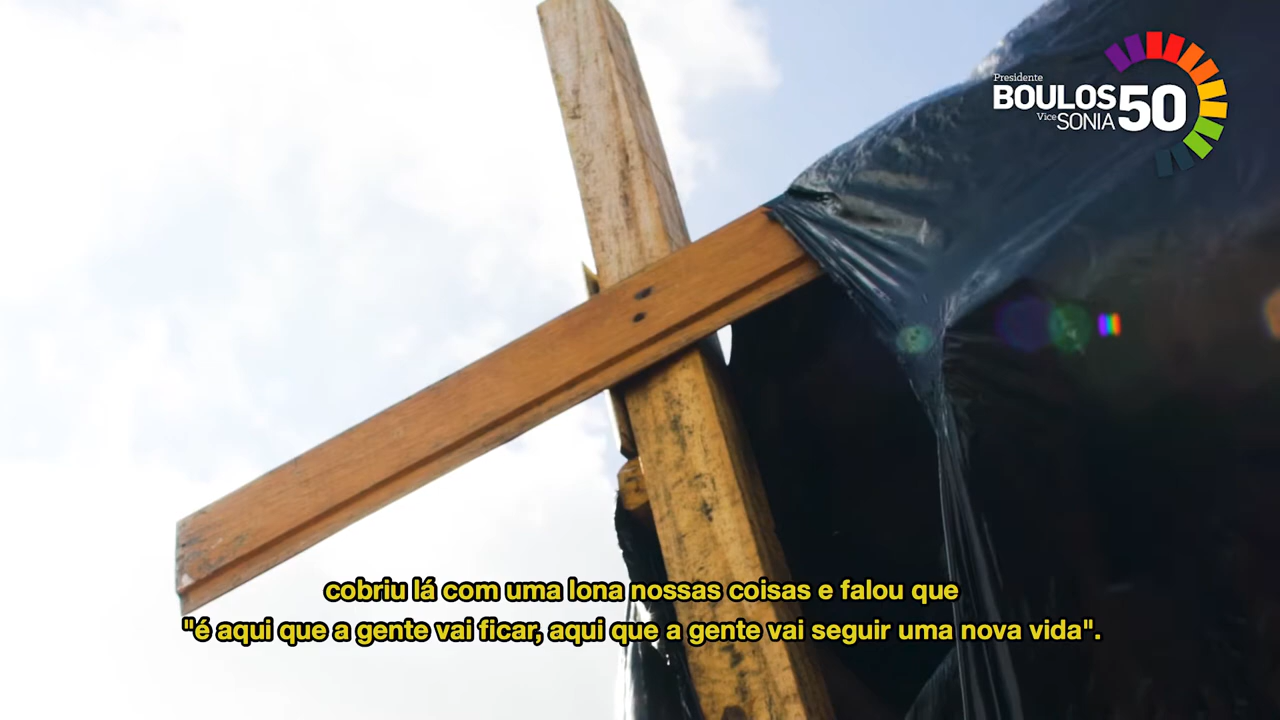 Presidente
BOULOS 50
Vice SONIA
cobriu lá com uma lona nossas coisas e falou que
"é aqui que a gente vai ficar, aqui que a gente vai seguir uma nova vida".